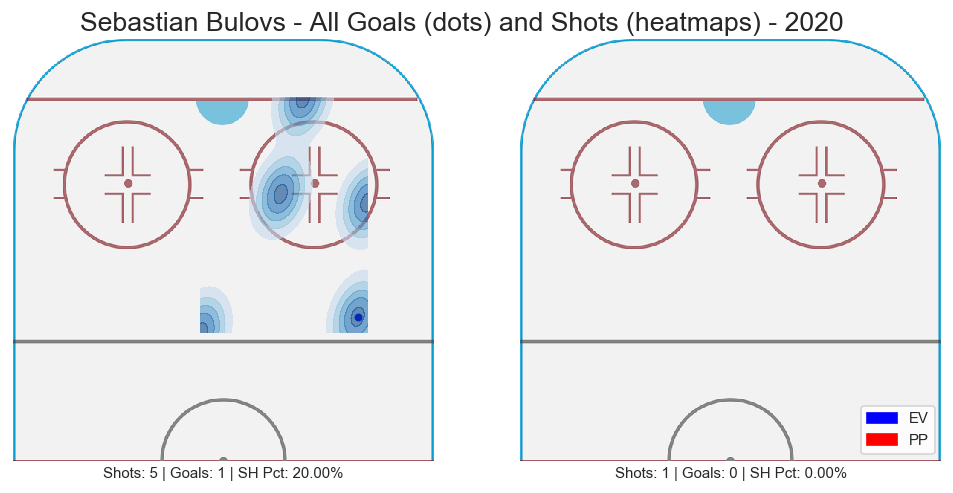 Sebastian Bulovs - All Goals (dots) and Shots (heatmaps) - 2020
EV
PP
Shots: 5 | Goals: 1 | SH Pct: 20.00%
Shots: 1 | Goals: 0 | SH Pct: 0.00%